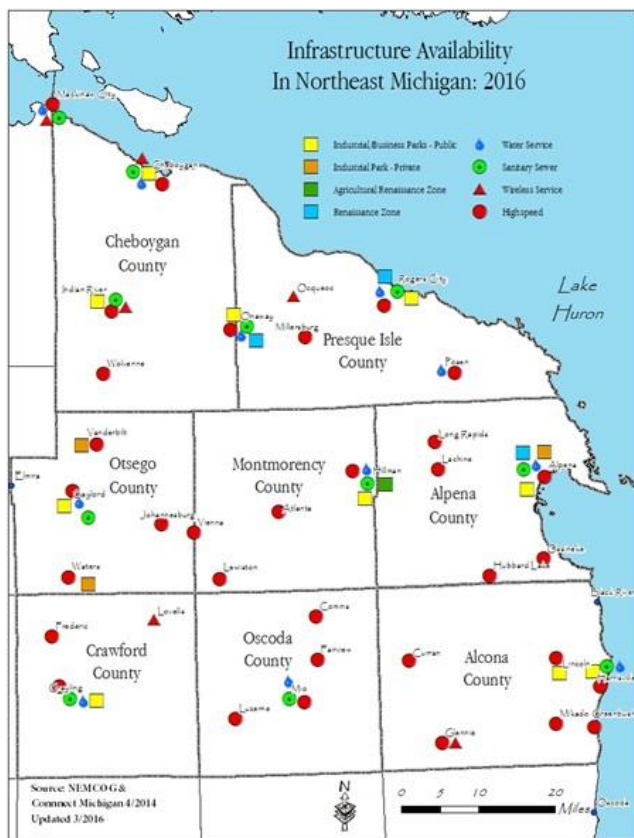 Infrastructure Availability
In Northeast Michigan: 2016
Industrial/Business Parks - Public
Industrial Park - Private
Agricultural Renaissance Zone
Renaissance Zone
Water Service
Sanitary Sewer
Wireless Service
Highspeed
Mackinaw City
Cheboygan
Cheboygan
County
Indian River
Wolverine
Ocqueoc
Rogers City
Onaway
Millersburg
Presque Isle
County
Posen
Lake
Huron
Vanderbilt
Otsego
County
Elmira
Gaylord
Johannesburg
Vienna
Waters
Montmorency
County
Hillman
Atlanta
Lewiston
Long Rapids
Lachine
Alpena
Alpena
County
Ossineke
Hubbard Lake
Black River
Frederic
Lovells
Crawford
County
Grayling
Comins
Oscoda
County
Fairview
Mio
Luzerne
Curran
Alcona
County
Lincoln
Harrisville
Mikado
Greenbush
Glennie
Oscoda
Source: NEMCOG &
Connnect Michigan 4/2014
Updated 3/2016
N
0 5 10 20
Miles